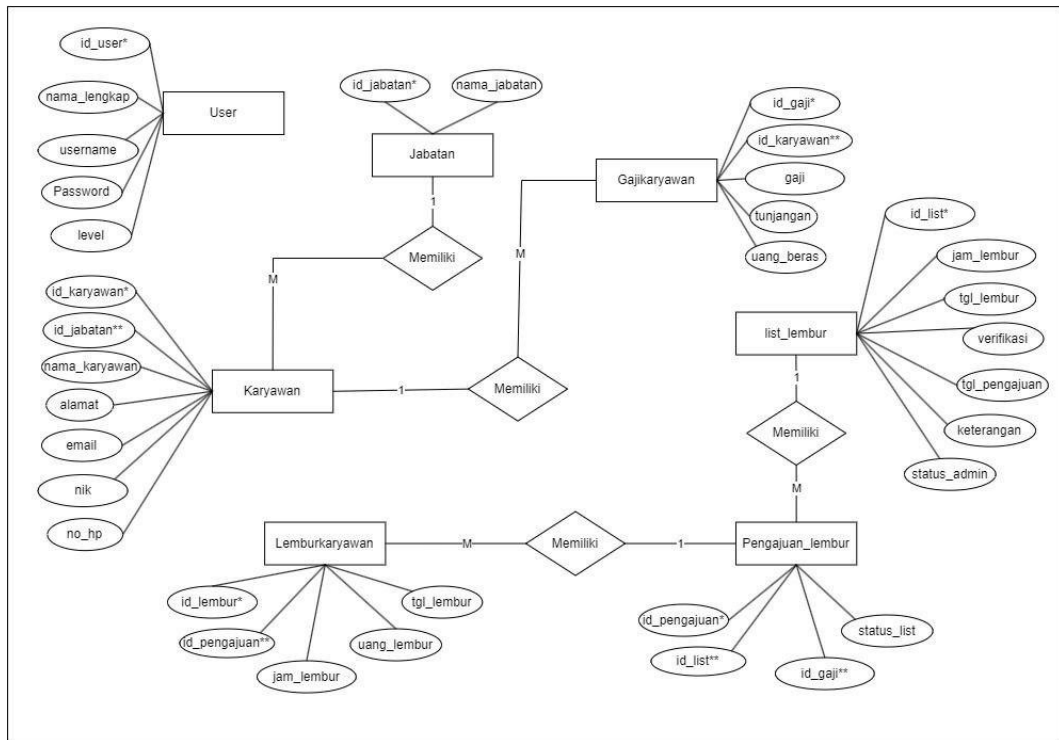 id_user*
nama_lengkap
username
Password
level
User
id_jabatan*
nama_jabatan
Jabatan
1
Memiliki
M
id_gaji*
id_karyawan**
gaji
tunjangan
uang_beras
Gajikaryawan
M
Memiliki
1
id_karyawan*
id_jabatan**
nama_karyawan
alamat
email
nik
no_hp
Karyawan
id_list*
jam_lembur
tgl_lembur
verifikasi
tgl_pengajuan
keterangan
status_admin
list_lembur
1
Memiliki
M
Lemburkaryawan
M
Memiliki
1
Pengajuan_lembur
id_lembur*
id_pengajuan**
jam_lembur
uang_lembur
tgl_lembur
id_pengajuan*
id_list**
id_gaji**
status_list